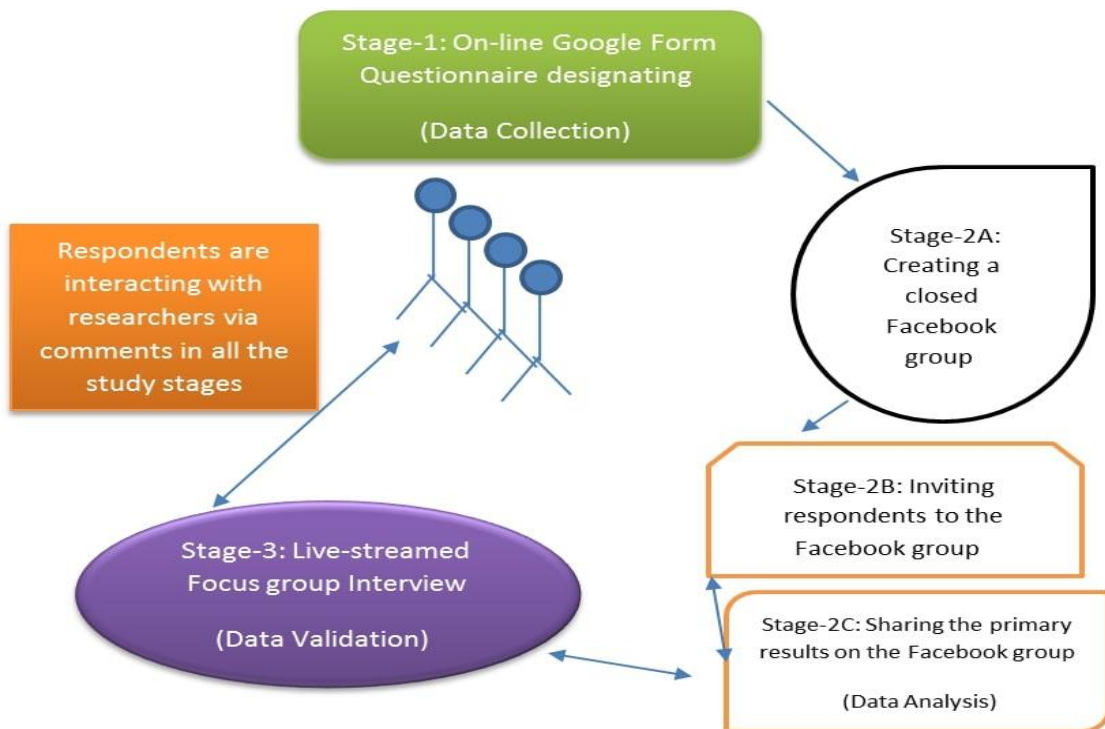 Stage-1: On-line Google Form
Questionnaire designating
(Data Collection)
Respondents are
interacting with
researchers via
comments in all the
study stages
Stage-2A:
Creating a
closed
Facebook
group
Stage-2B: Inviting
respondents to the
Facebook group
Stage-2C: Sharing the primary
results on the Facebook group
(Data Analysis)
Stage-3: Live-streamed
Focus group Interview
(Data Validation)